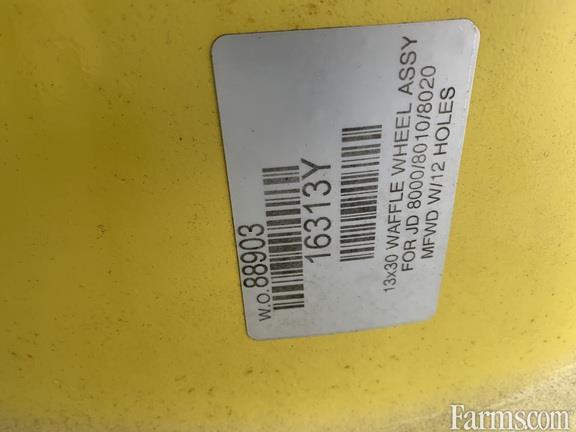 W.O. 88903
16313Y
13x30 WAFFLE WHEEL ASSY
FOR JD 8000/8010/8020
MFWD W/12 HOLES
Farms.com®